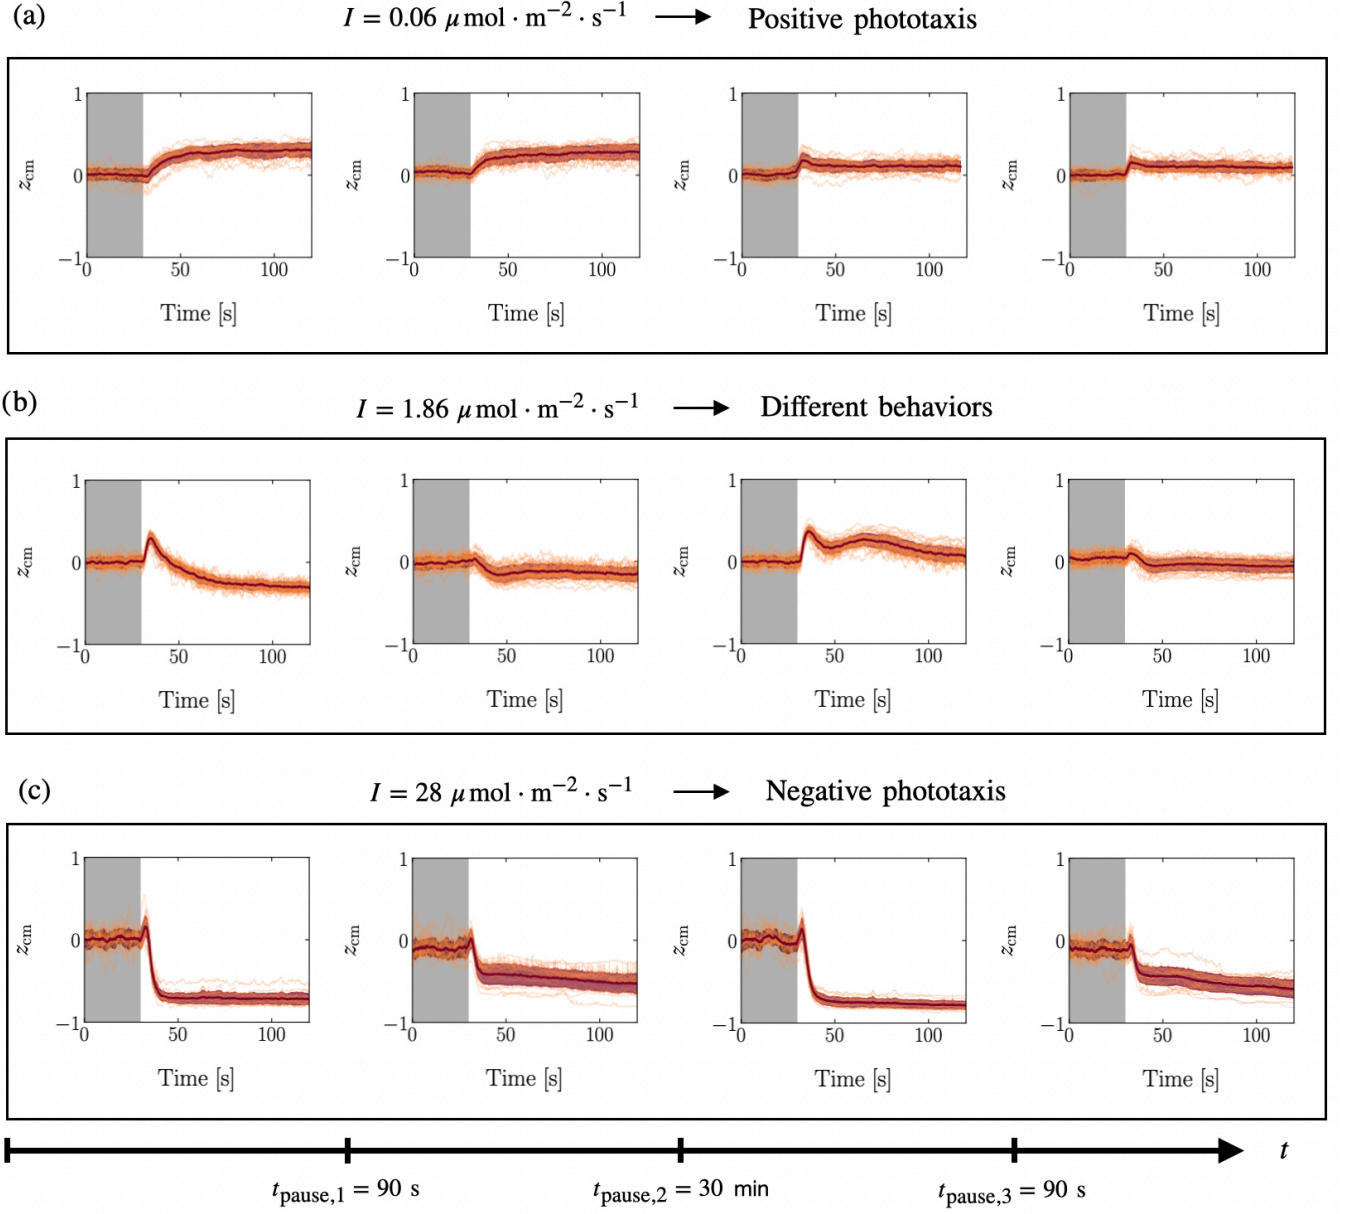 (a) I = 0.06 μmol · m⁻² · s⁻¹ → Positive phototaxis
1 1 1 1
z_cm z_cm z_cm z_cm
0 0 0 0
−1 −1 −1 −1
0 50 100 0 50 100 0 50 100 0 50 100
Time [s] Time [s] Time [s] Time [s]
(b) I = 1.86 μmol · m⁻² · s⁻¹ → Different behaviors
1 1 1 1
z_cm z_cm z_cm z_cm
0 0 0 0
−1 −1 −1 −1
0 50 100 0 50 100 0 50 100 0 50 100
Time [s] Time [s] Time [s] Time [s]
(c) I = 28 μmol · m⁻² · s⁻¹ → Negative phototaxis
1 1 1 1
z_cm z_cm z_cm z_cm
0 0 0 0
−1 −1 −1 −1
0 50 100 0 50 100 0 50 100 0 50 100
Time [s] Time [s] Time [s] Time [s]
t
t_pause,1 = 90 s t_pause,2 = 30 min t_pause,3 = 90 s